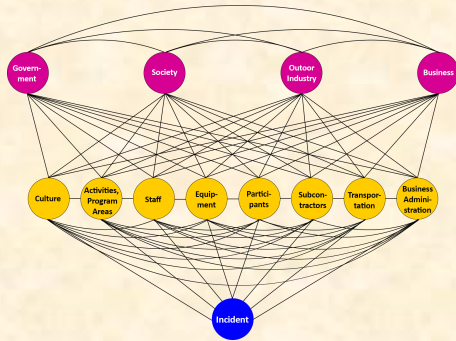 Govern-
ment
Society
Outoor
Industry
Business
Culture
Activities,
Program
Areas
Staff
Equip-
ment
Partici-
pants
Subcon-
tractors
Transpor-
tation
Business
Admini-
stration
Incident